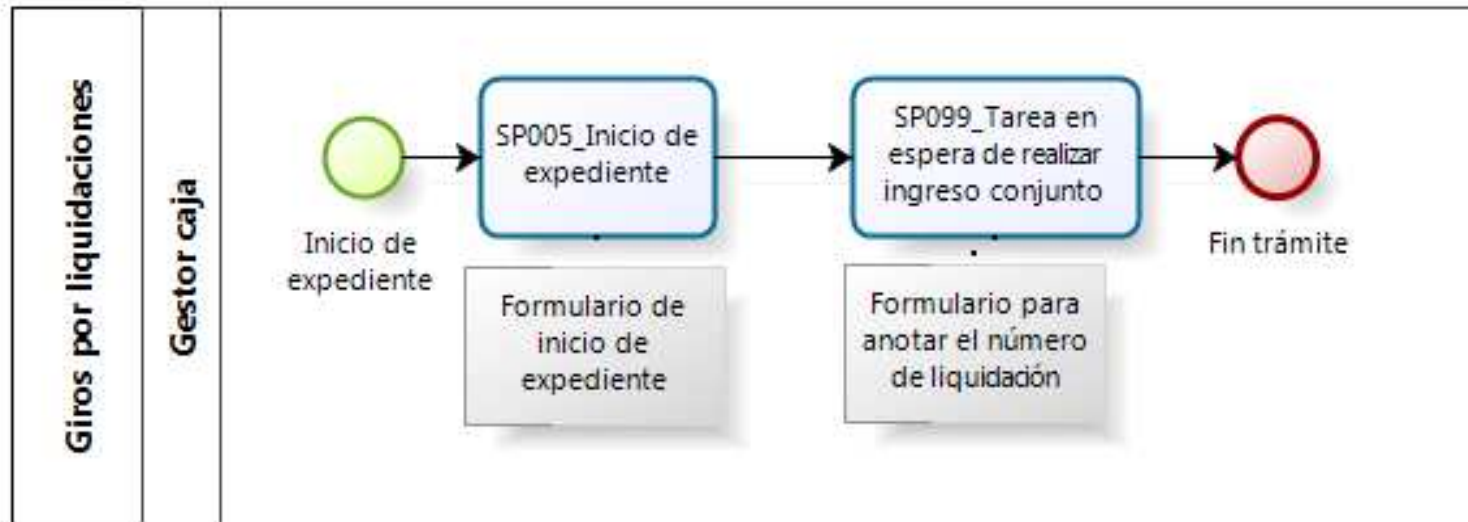 Giros por liquidaciones
Gestor caja
Inicio de
expediente
SP005_Inicio de
expediente
Formulario de
inicio de
expediente
SP099_Tarea en
espera de realizar
ingreso conjunto
Formulario para
anotar el número
de liquidación
Fin trámite